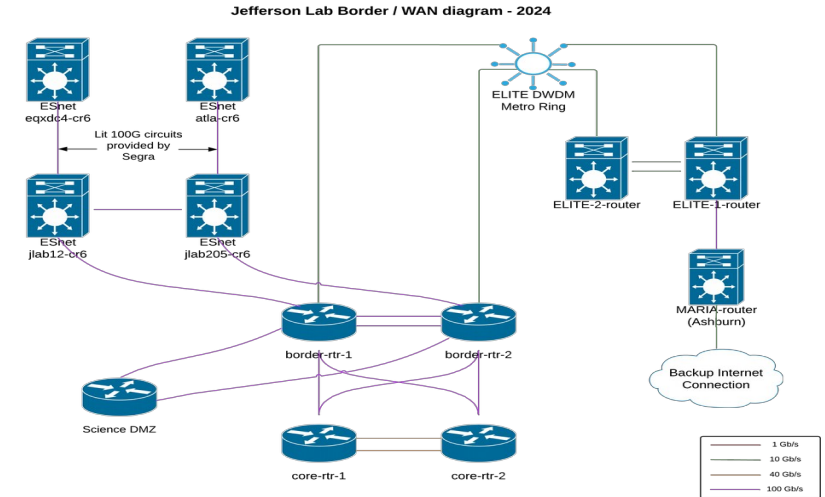 Jefferson Lab Border / WAN diagram - 2024
ESnet
eqxdc4-cr6
ESnet
atla-cr6
Lit 100G circuits
provided by
Segra
ELITE DWDM
Metro Ring
ELITE-2-router
ELITE-1-router
ESnet
jlab12-cr6
ESnet
jlab205-cr6
MARIA-router
(Ashburn)
border-rtr-1
border-rtr-2
Backup Internet
Connection
Science DMZ
core-rtr-1
core-rtr-2
1 Gb/s
10 Gb/s
40 Gb/s
100 Gb/s